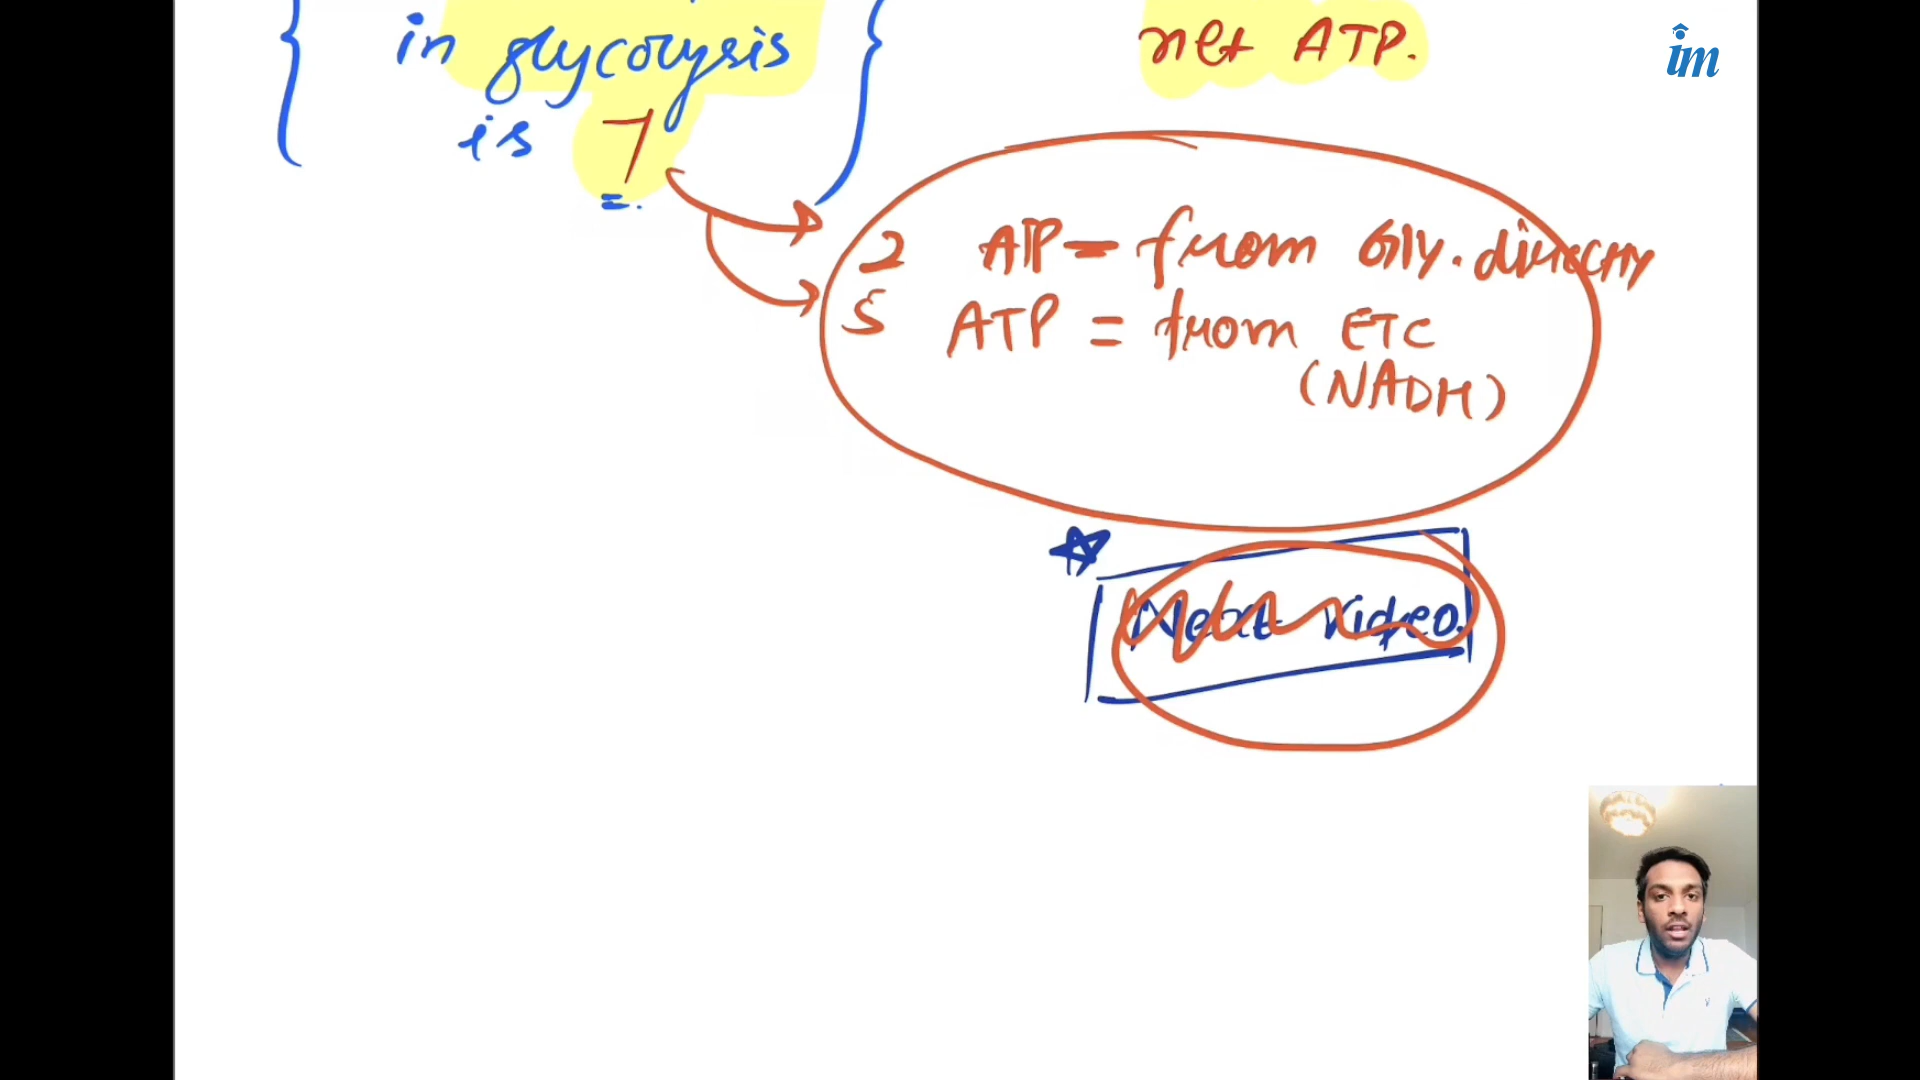 in glycolysis
is 7
net ATP.
im
2 ATP = from Gly. directly
5 ATP = from ETC
(NADH)
Next video.